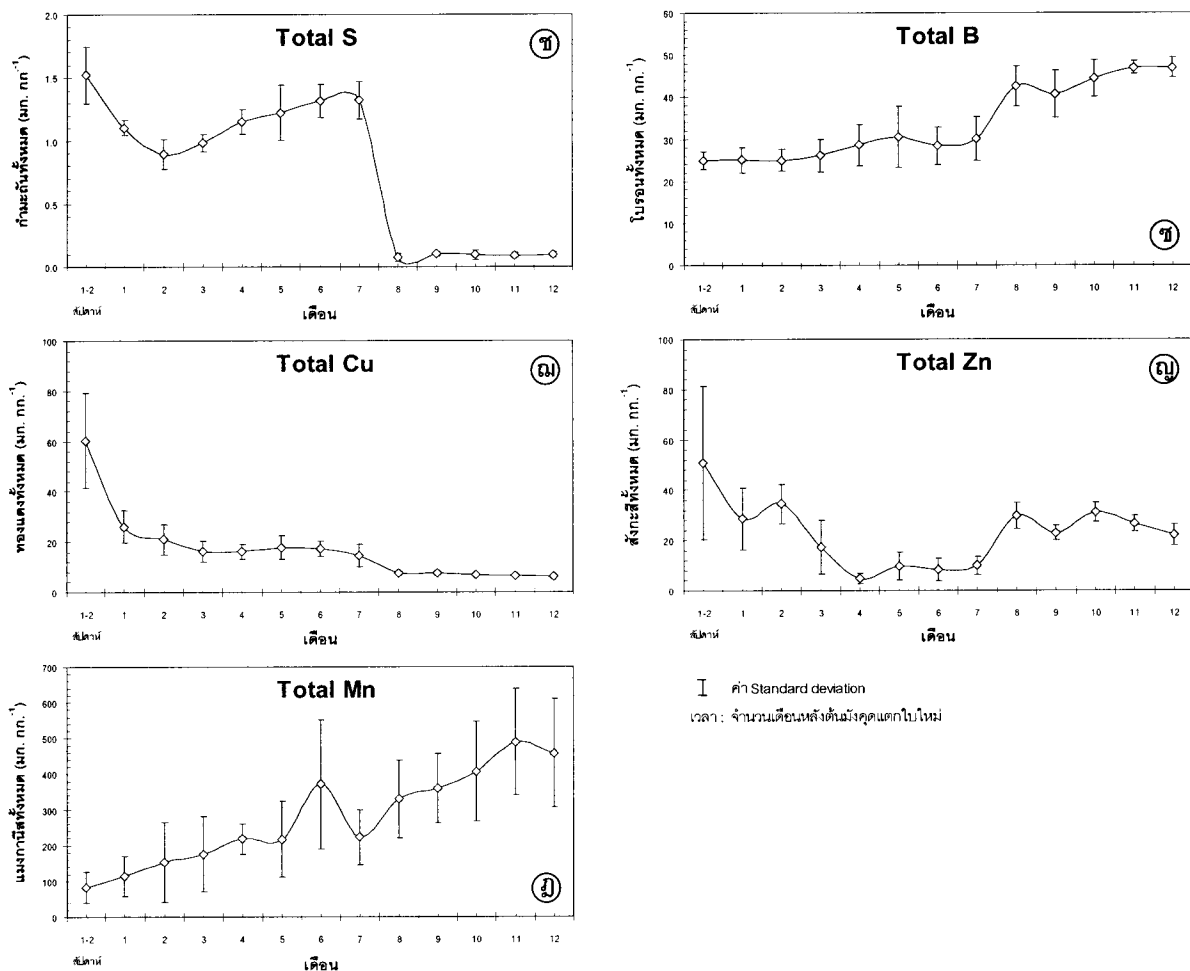 Total S
ช
กำมะถันทั้งหมด (มก. กก.-1)
2.0
1.5
1.0
0.5
0.0
1-2 1 2 3 4 5 6 7 8 9 10 11 12
สัปดาห์
เดือน
Total B
ซ
โบรอนทั้งหมด (มก. กก.-1)
60
50
40
30
20
10
0
1-2 1 2 3 4 5 6 7 8 9 10 11 12
สัปดาห์
เดือน
Total Cu
ฌ
ทองแดงทั้งหมด (มก. กก.-1)
100
80
60
40
20
0
1-2 1 2 3 4 5 6 7 8 9 10 11 12
สัปดาห์
เดือน
Total Zn
ญ
สังกะสีทั้งหมด (มก. กก.-1)
100
80
60
40
20
0
1-2 1 2 3 4 5 6 7 8 9 10 11 12
สัปดาห์
เดือน
Total Mn
ฎ
แมงกานีสทั้งหมด (มก. กก.-1)
700
600
500
400
300
200
100
0
1-2 1 2 3 4 5 6 7 8 9 10 11 12
สัปดาห์
เดือน
ค่า Standard deviation
เวลา : จำนวนเดือนหลังต้นมังคุดแตกใบใหม่